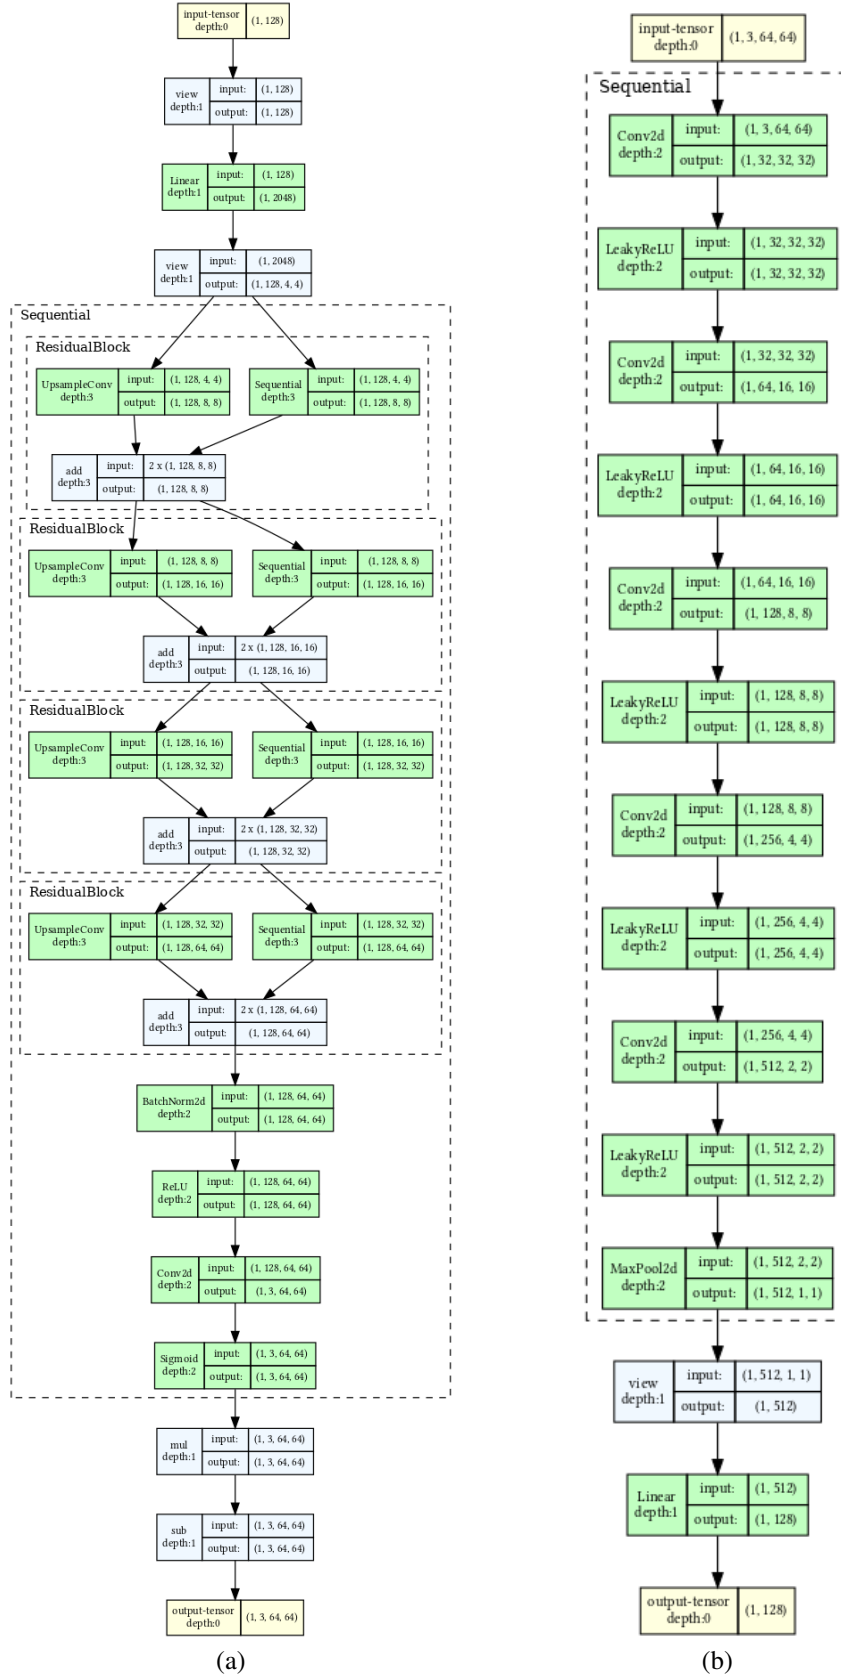 input-tensor
depth:0
(1, 128)
view
depth:1
input:
(1, 128)
output:
(1, 128)
Linear
depth:1
input:
(1, 128)
output:
(1, 2048)
view
depth:1
input:
(1, 2048)
output:
(1, 128, 4, 4)
Sequential
ResidualBlock
UpsampleConv
depth:3
input:
(1, 128, 4, 4)
output:
(1, 128, 8, 8)
Sequential
depth:3
input:
(1, 128, 4, 4)
output:
(1, 128, 8, 8)
add
depth:3
input:
2 x (1, 128, 8, 8)
output:
(1, 128, 8, 8)
ResidualBlock
UpsampleConv
depth:3
input:
(1, 128, 8, 8)
output:
(1, 128, 16, 16)
Sequential
depth:3
input:
(1, 128, 8, 8)
output:
(1, 128, 16, 16)
add
depth:3
input:
2 x (1, 128, 16, 16)
output:
(1, 128, 16, 16)
ResidualBlock
UpsampleConv
depth:3
input:
(1, 128, 16, 16)
output:
(1, 128, 32, 32)
Sequential
depth:3
input:
(1, 128, 16, 16)
output:
(1, 128, 32, 32)
add
depth:3
input:
2 x (1, 128, 32, 32)
output:
(1, 128, 32, 32)
ResidualBlock
UpsampleConv
depth:3
input:
(1, 128, 32, 32)
output:
(1, 128, 64, 64)
Sequential
depth:3
input:
(1, 128, 32, 32)
output:
(1, 128, 64, 64)
add
depth:3
input:
2 x (1, 128, 64, 64)
output:
(1, 128, 64, 64)
BatchNorm2d
depth:2
input:
(1, 128, 64, 64)
output:
(1, 128, 64, 64)
ReLU
depth:2
input:
(1, 128, 64, 64)
output:
(1, 128, 64, 64)
Conv2d
depth:2
input:
(1, 128, 64, 64)
output:
(1, 3, 64, 64)
Sigmoid
depth:2
input:
(1, 3, 64, 64)
output:
(1, 3, 64, 64)
mul
depth:1
input:
(1, 3, 64, 64)
output:
(1, 3, 64, 64)
sub
depth:1
input:
(1, 3, 64, 64)
output:
(1, 3, 64, 64)
output-tensor
depth:0
(1, 3, 64, 64)
(a)
input-tensor
depth:0
(1, 3, 64, 64)
Sequential
Conv2d
depth:2
input:
(1, 3, 64, 64)
output:
(1, 32, 32, 32)
LeakyReLU
depth:2
input:
(1, 32, 32, 32)
output:
(1, 32, 32, 32)
Conv2d
depth:2
input:
(1, 32, 32, 32)
output:
(1, 64, 16, 16)
LeakyReLU
depth:2
input:
(1, 64, 16, 16)
output:
(1, 64, 16, 16)
Conv2d
depth:2
input:
(1, 64, 16, 16)
output:
(1, 128, 8, 8)
LeakyReLU
depth:2
input:
(1, 128, 8, 8)
output:
(1, 128, 8, 8)
Conv2d
depth:2
input:
(1, 128, 8, 8)
output:
(1, 256, 4, 4)
LeakyReLU
depth:2
input:
(1, 256, 4, 4)
output:
(1, 256, 4, 4)
Conv2d
depth:2
input:
(1, 256, 4, 4)
output:
(1, 512, 2, 2)
LeakyReLU
depth:2
input:
(1, 512, 2, 2)
output:
(1, 512, 2, 2)
MaxPool2d
depth:2
input:
(1, 512, 2, 2)
output:
(1, 512, 1, 1)
view
depth:1
input:
(1, 512, 1, 1)
output:
(1, 512)
Linear
depth:1
input:
(1, 512)
output:
(1, 128)
output-tensor
depth:0
(1, 128)
(b)